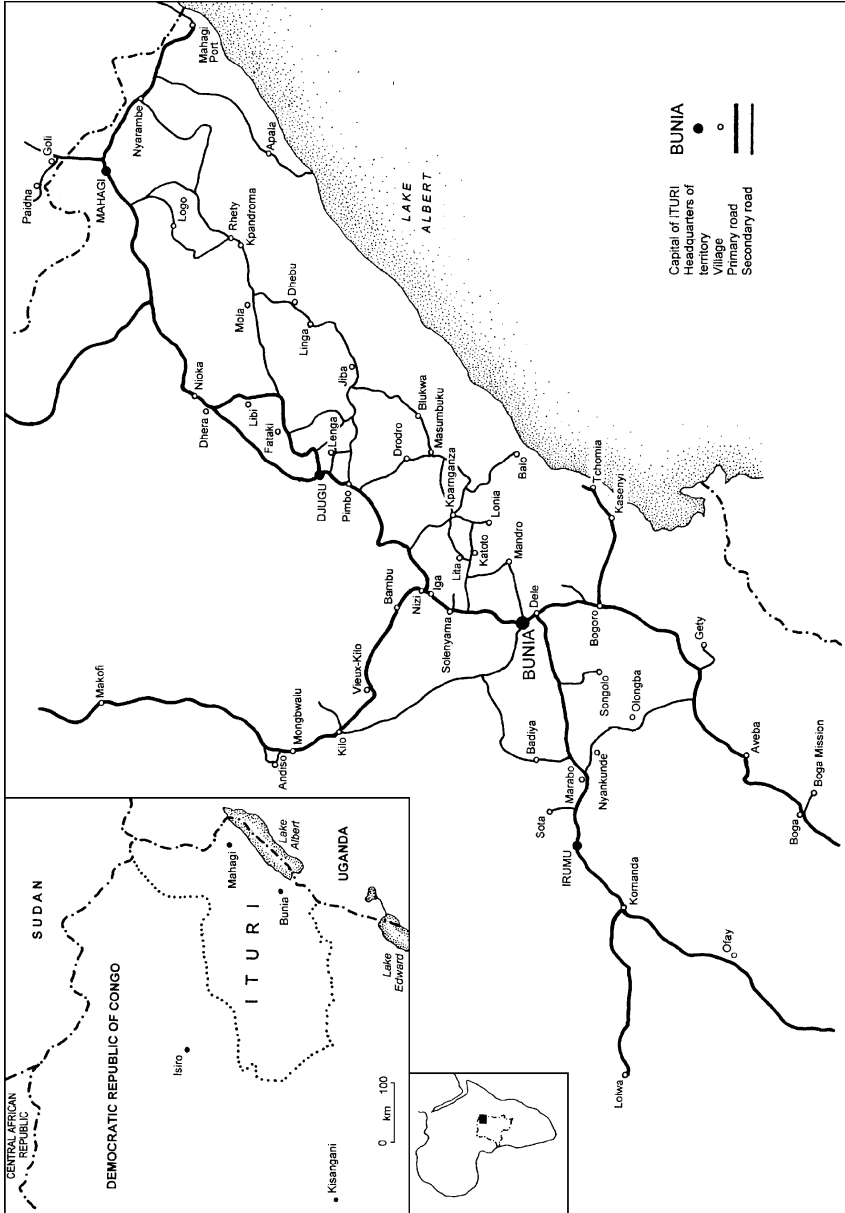 CENTRAL AFRICAN
REPUBLIC
SUDAN
DEMOCRATIC REPUBLIC OF CONGO
Isiro
Kisangani
I T U R I
Mahagi
Bunia
Lake
Albert
UGANDA
Lake
Edward
0 km 100
Paidha
Goli
MAHAGI
Nyarambe
Mahagi
Port
Apala
Logo
Rhety
Kpandroma
LAKE
ALBERT
Mola
Dhebu
Linga
Jiba
Nioka
Dhera
Libi
Fataki
Lenga
DJUGU
Pimbo
Drodro
Blukwa
Masumbuku
Kparnganza
Balo
Lonia
Katoto
Lita
Mandro
Iga
Nizi
Bambu
Solenyama
Vieux-Kilo
Kilo
Makofi
Mongbwalu
Andiso
BUNIA
Dele
Tchomia
Kasenyi
Bogoro
Gety
Songolo
Olongba
Badiya
Marabo
Nyankunde
Sota
IRUMU
Aveba
Boga Mission
Boga
Komanda
Ofay
Lolwa
Capital of ITURI BUNIA
Headquarters of
territory
Village
Primary road
Secondary road